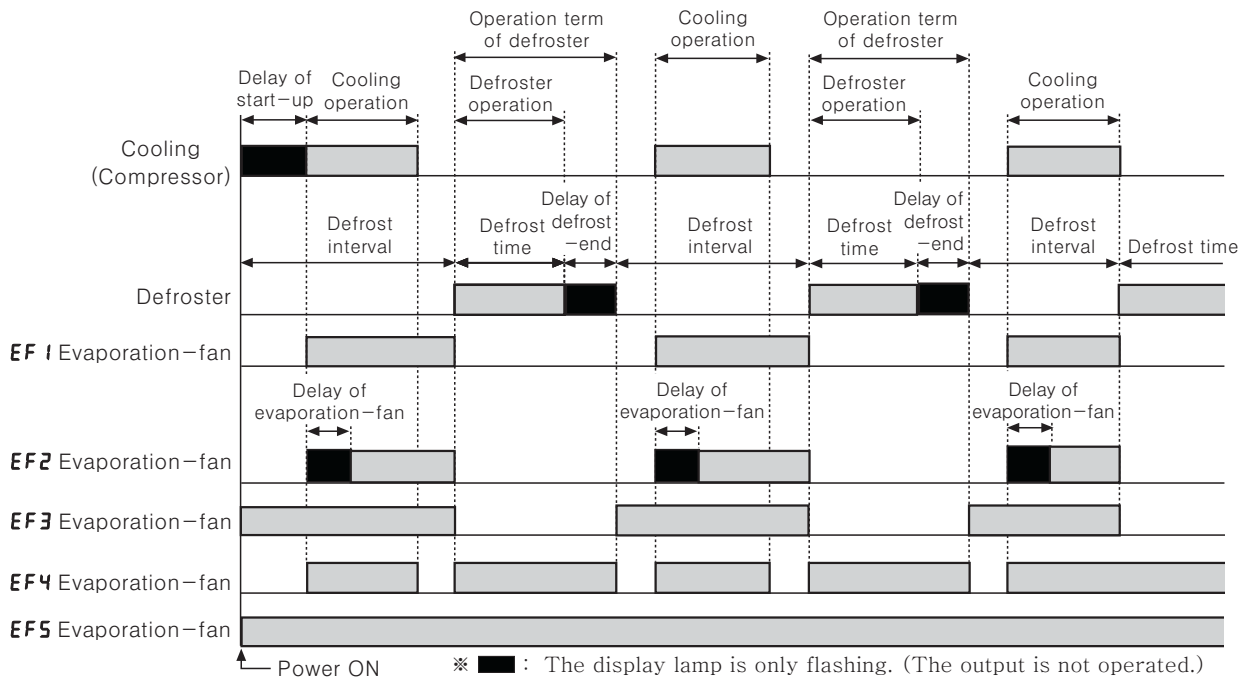 Operation term
of defroster
Cooling
operation
Operation term
of defroster
Delay of
start-up
Cooling
operation
Defroster
operation
Defroster
operation
Cooling
operation
Cooling
(Compressor)
Defrost
interval
Defrost
time
Delay of
defrost
-end
Defrost
interval
Defrost
time
Delay of
defrost
-end
Defrost
interval
Defrost time
Defroster
EF1 Evaporation-fan
Delay of
evaporation-fan
Delay of
evaporation-fan
Delay of
evaporation-fan
EF2 Evaporation-fan
EF3 Evaporation-fan
EF4 Evaporation-fan
EF5 Evaporation-fan
Power ON
※ ■ : The display lamp is only flashing. (The output is not operated.)